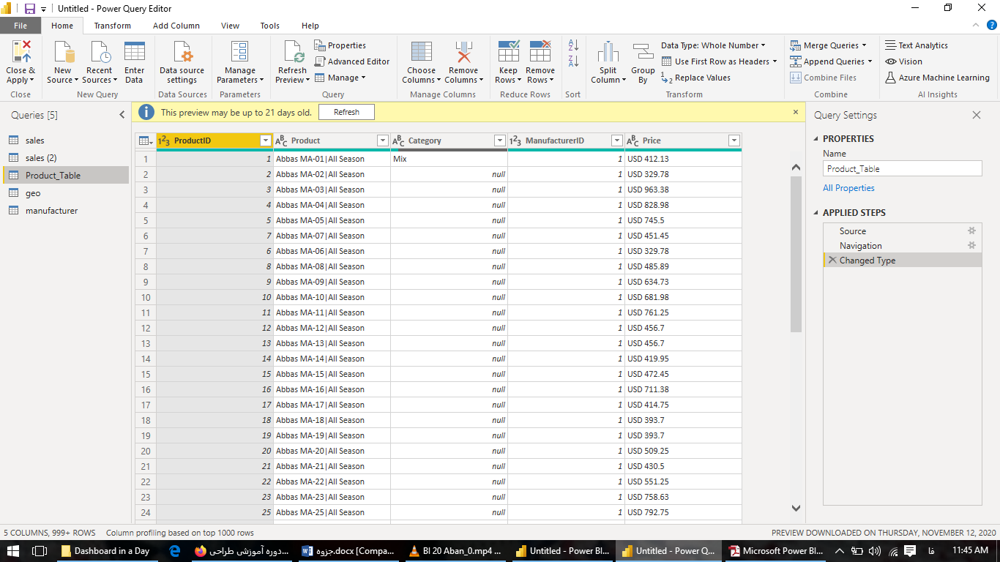 Untitled - Power Query Editor
File Home Transform Add Column View Tools Help
Close & Apply
New Source
Recent Sources
Enter Data
Data source settings
Manage Parameters
Refresh Preview
Properties
Advanced Editor
Manage
Choose Columns
Remove Columns
Keep Rows
Remove Rows
Split Column
Group By
Data Type: Whole Number
Use First Row as Headers
Replace Values
Merge Queries
Append Queries
Combine Files
Text Analytics
Vision
Azure Machine Learning
Close New Query Data Sources Parameters Query Manage Columns Reduce Rows Sort Transform Combine AI Insights
Queries [5]
sales
sales (2)
Product_Table
geo
manufacturer
This preview may be up to 21 days old. Refresh
ProductID Product Category ManufacturerID Price
1 1 Abbas MA-01|All Season Mix 1 USD 412.13
2 2 Abbas MA-02|All Season null 1 USD 329.78
3 3 Abbas MA-03|All Season null 1 USD 963.38
4 4 Abbas MA-04|All Season null 1 USD 828.98
5 5 Abbas MA-05|All Season null 1 USD 745.5
6 7 Abbas MA-07|All Season null 1 USD 451.45
7 6 Abbas MA-06|All Season null 1 USD 329.78
8 8 Abbas MA-08|All Season null 1 USD 485.89
9 9 Abbas MA-09|All Season null 1 USD 634.73
10 10 Abbas MA-10|All Season null 1 USD 681.98
11 11 Abbas MA-11|All Season null 1 USD 761.25
12 12 Abbas MA-12|All Season null 1 USD 456.7
13 13 Abbas MA-13|All Season null 1 USD 456.7
14 14 Abbas MA-14|All Season null 1 USD 419.95
15 15 Abbas MA-15|All Season null 1 USD 472.45
16 16 Abbas MA-16|All Season null 1 USD 711.38
17 17 Abbas MA-17|All Season null 1 USD 414.75
18 18 Abbas MA-18|All Season null 1 USD 393.7
19 19 Abbas MA-19|All Season null 1 USD 393.7
20 20 Abbas MA-20|All Season null 1 USD 509.25
21 21 Abbas MA-21|All Season null 1 USD 430.5
22 22 Abbas MA-22|All Season null 1 USD 551.25
23 23 Abbas MA-23|All Season null 1 USD 758.63
24 25 Abbas MA-25|All Season null 1 USD 792.75
Query Settings
PROPERTIES
Name
Product_Table
All Properties
APPLIED STEPS
Source
Navigation
Changed Type
5 COLUMNS, 999+ ROWS Column profiling based on top 1000 rows PREVIEW DOWNLOADED ON THURSDAY, NOVEMBER 12, 2020
Dashboard in a Day
دوره آموزشی طراحی...
جزوه.docx [Compa...
BI 20 Aban_0.mp4 ...
Untitled - Power BI...
Untitled - Power Q...
Microsoft Power BI...
فا
11:45 AM